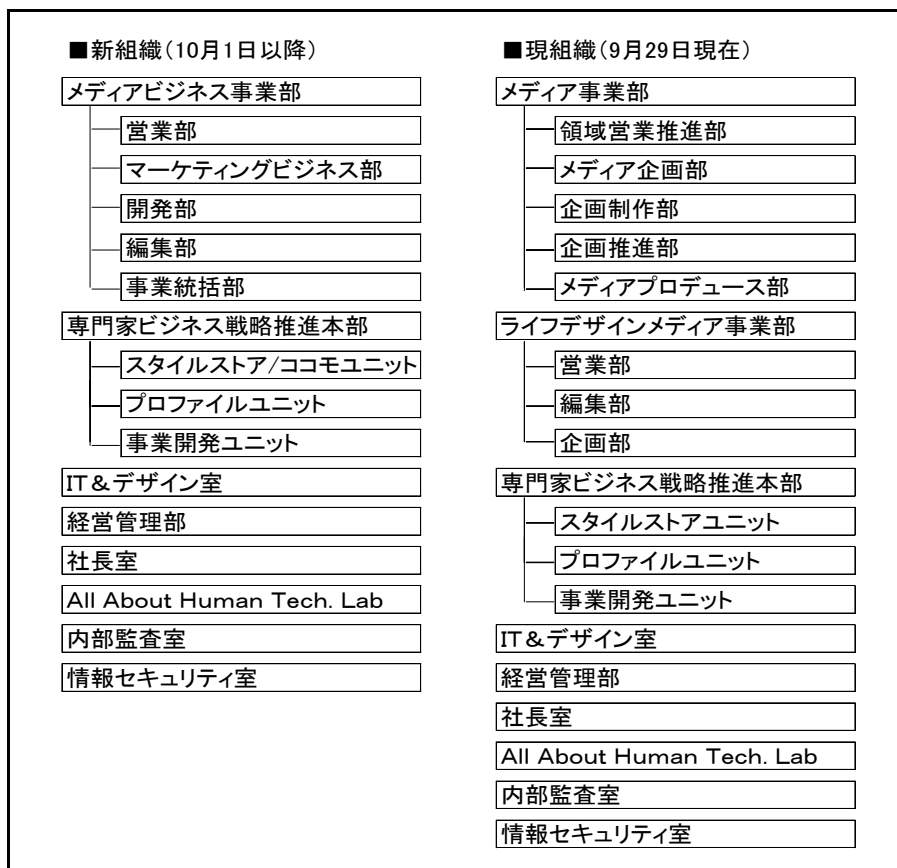 ■新組織(10月1日以降)
メディアビジネス事業部
営業部
マーケティングビジネス部
開発部
編集部
事業統括部
専門家ビジネス戦略推進本部
スタイルストア/ココモユニット
プロファイルユニット
事業開発ユニット
IT&デザイン室
経営管理部
社長室
All About Human Tech. Lab
内部監査室
情報セキュリティ室
■現組織(9月29日現在)
メディア事業部
領域営業推進部
メディア企画部
企画制作部
企画推進部
メディアプロデュース部
ライフデザインメディア事業部
営業部
編集部
企画部
専門家ビジネス戦略推進本部
スタイルストアユニット
プロファイルユニット
事業開発ユニット
IT&デザイン室
経営管理部
社長室
All About Human Tech. Lab
内部監査室
情報セキュリティ室